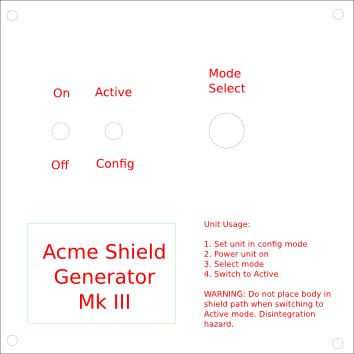 Mode
Select
On
Active
Off
Config
Acme Shield
Generator
Mk III
Unit Usage:
1. Set unit in config mode
2. Power unit on
3. Select mode
4. Switch to Active
WARNING: Do not place body in
shield path when switching to
Active mode. Disintegration
hazard.